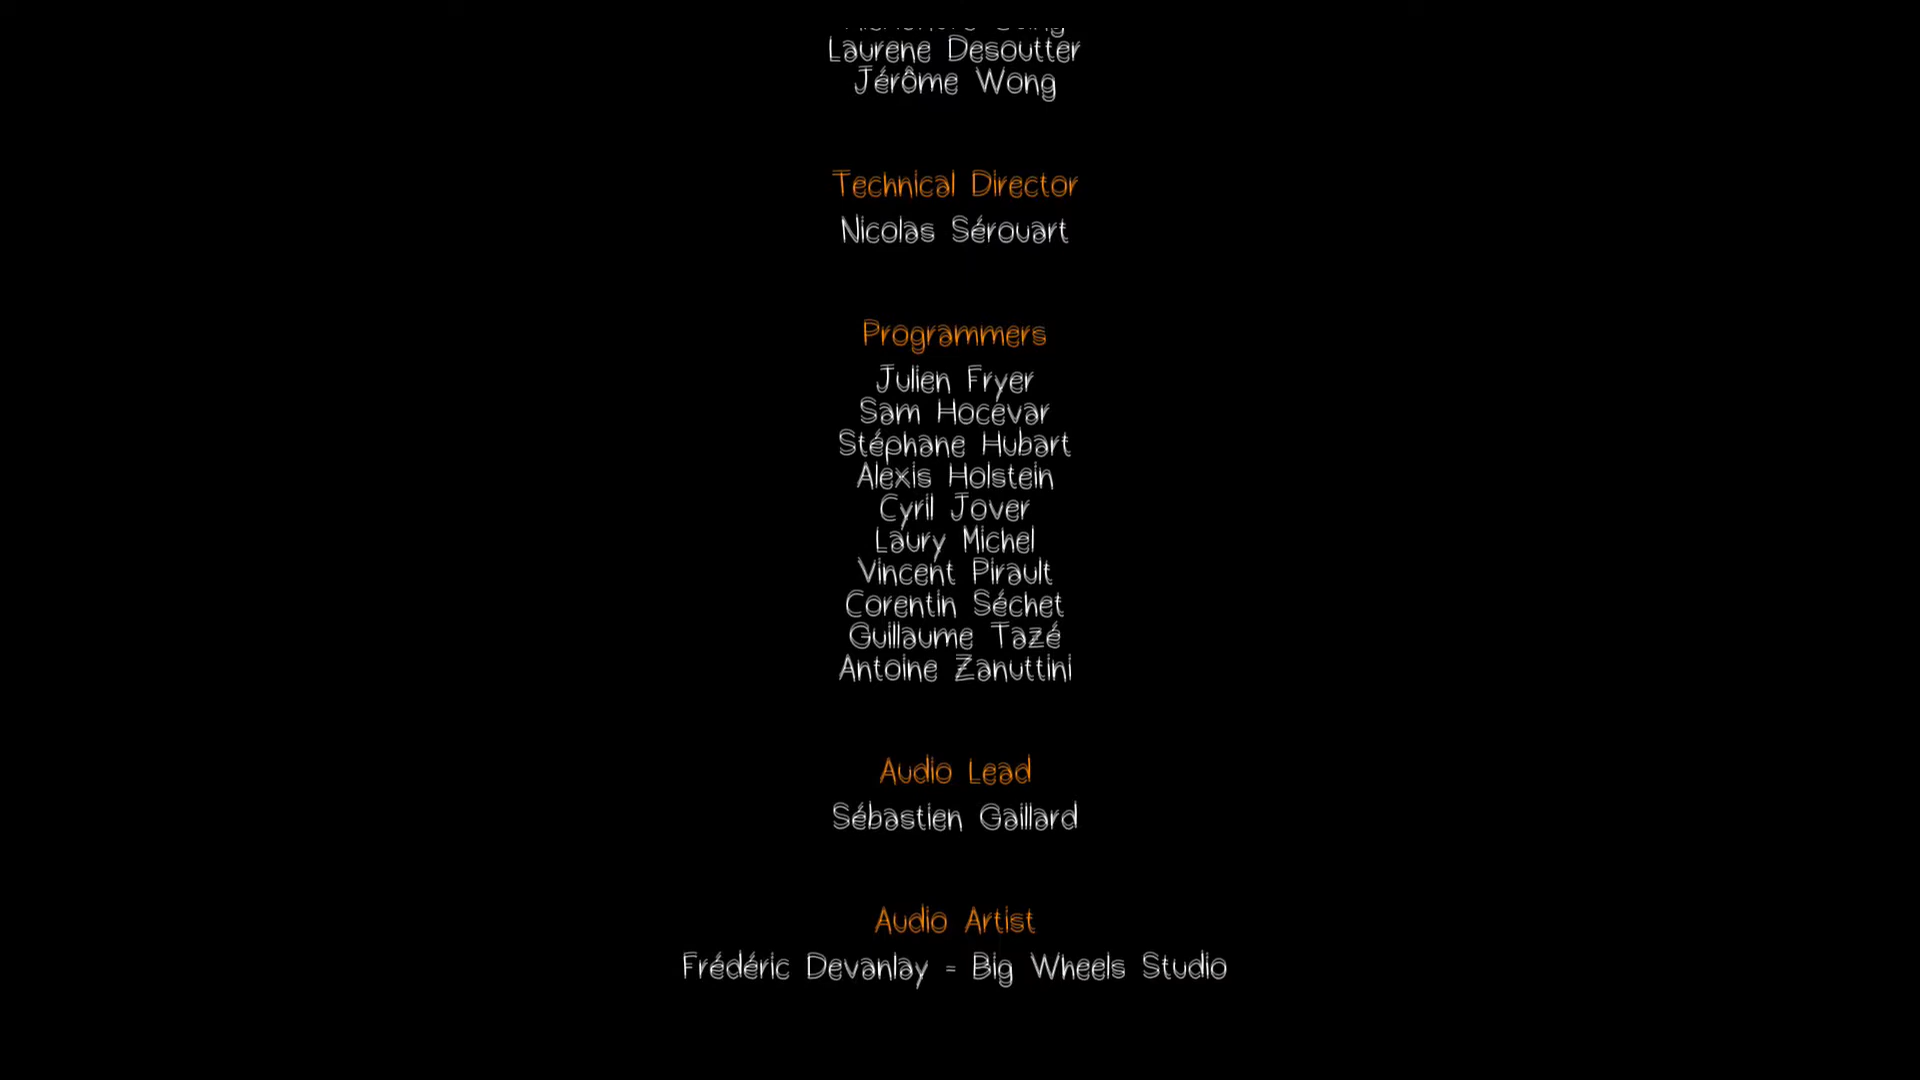 Laurene Desoutter
Jérôme Wong
Technical Director
Nicolas Sérouart
Programmers
Julien Fryer
Sam Hocevar
Stéphane Hubart
Alexis Holstein
Cyril Jover
Laury Michel
Vincent Pirault
Corentin Séchet
Guillaume Tazé
Antoine Zanuttini
Audio Lead
Sébastien Gaillard
Audio Artist
Frédéric Devanlay - Big Wheels Studio